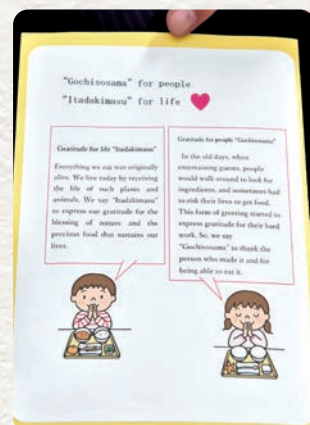 "Gochisosama" for people
"Itadakimasu" for life
Gratitude for life "Itadakimasu"
Everything we eat was originally
alive. We live today by receiving
the life of such plants and
animals. We say "Itadakimasu"
to express our gratitude for the
blessing of nature and the
precious food that sustains our
lives.
Gratitude for people "Gochisosama"
In the old days, when
entertaining guests, people
would walk around to look for
ingredients, and sometimes had
to risk their lives to get food.
This form of greeting started to
express gratitude for their hard
work. So, we say
"Gochisosama" to thank the
person who made it and for
being able to eat it.